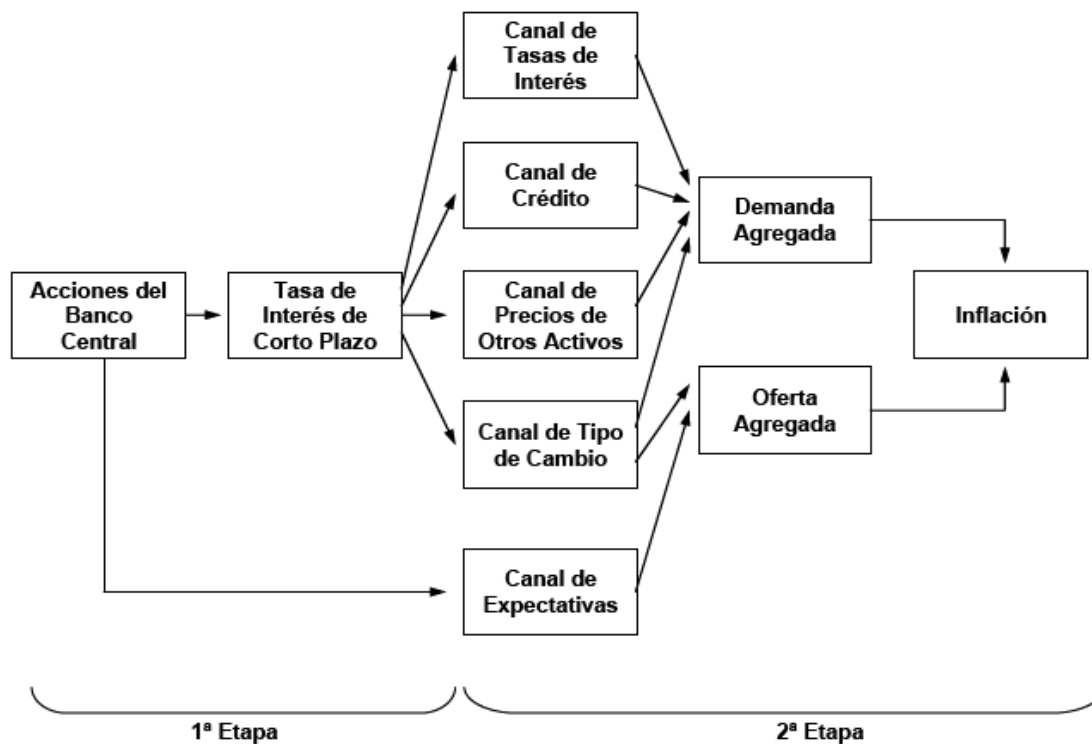 Canal de
Tasas de
Interés
Canal de
Crédito
Demanda
Agregada
Acciones del
Banco
Central
Tasa de
Interés de
Corto Plazo
Canal de
Precios de
Otros Activos
Inflación
Canal de Tipo
de Cambio
Oferta
Agregada
Canal de
Expectativas
1ª Etapa
2ª Etapa